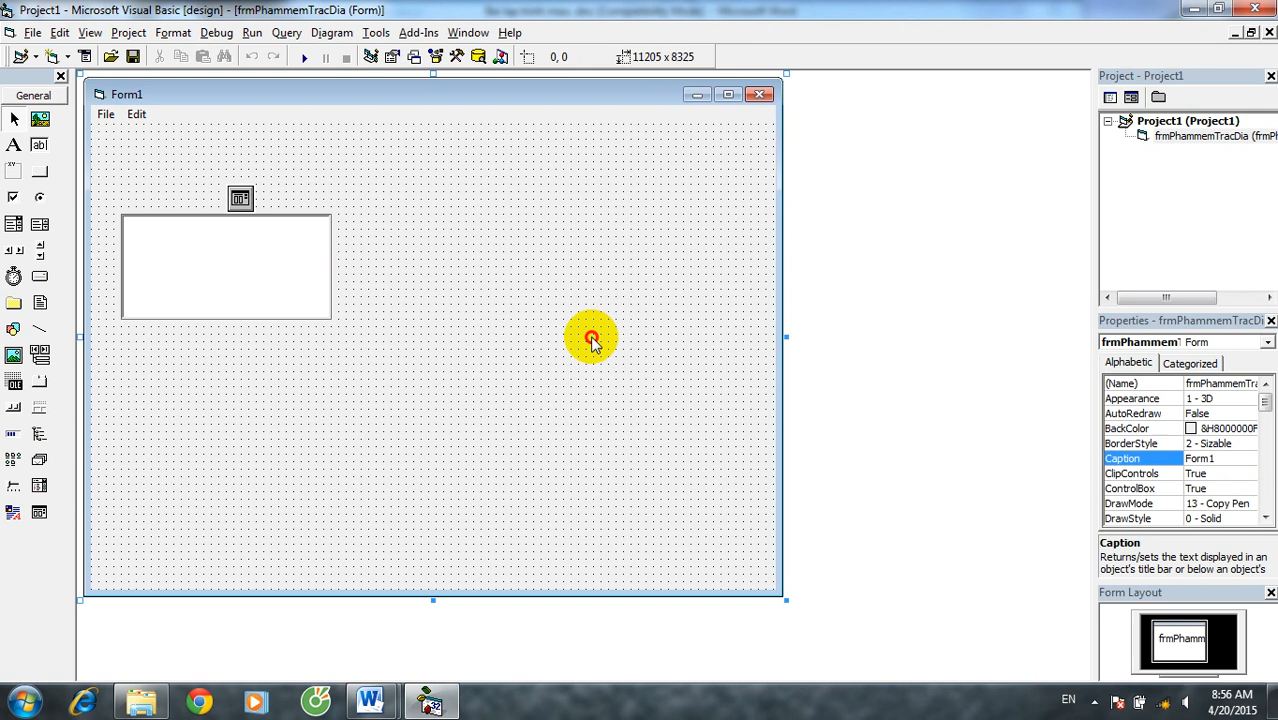 Project1 - Microsoft Visual Basic [design] - [frmPhammemTracDia (Form)]
File Edit View Project Format Debug Run Query Diagram Tools Add-Ins Window Help
0, 0 11205 x 8325
General
Form1
File Edit
Project - Project1
Project1 (Project1)
frmPhammemTracDia (frmP
Properties - frmPhammemTracDi
frmPhammemT Form
Alphabetic Categorized
(Name) frmPhammemTra
Appearance 1 - 3D
AutoRedraw False
BackColor &H8000000F
BorderStyle 2 - Sizable
Caption Form1
ClipControls True
ControlBox True
DrawMode 13 - Copy Pen
DrawStyle 0 - Solid
Caption
Returns/sets the text displayed in an
object's title bar or below an object's
Form Layout
frmPhamm
EN
8:56 AM
4/20/2015